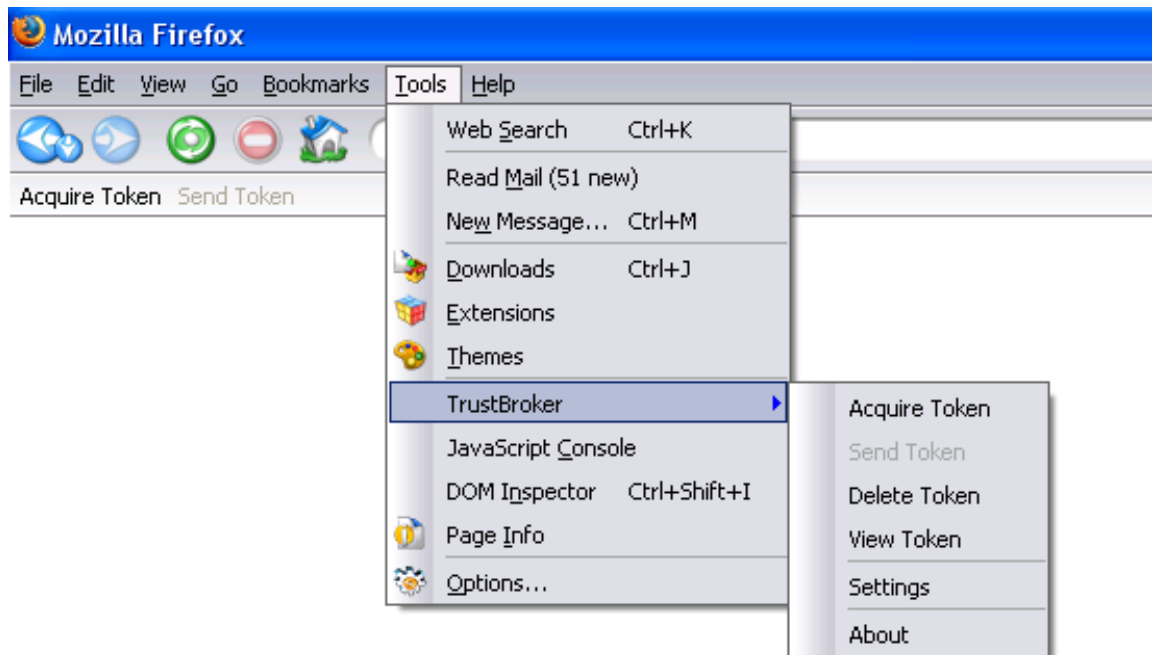 Mozilla Firefox
File Edit View Go Bookmarks Tools Help
Acquire Token Send Token
Web Search Ctrl+K
Read Mail (51 new)
New Message... Ctrl+M
Downloads Ctrl+J
Extensions
Themes
TrustBroker
JavaScript Console
DOM Inspector Ctrl+Shift+I
Page Info
Options...
Acquire Token
Send Token
Delete Token
View Token
Settings
About